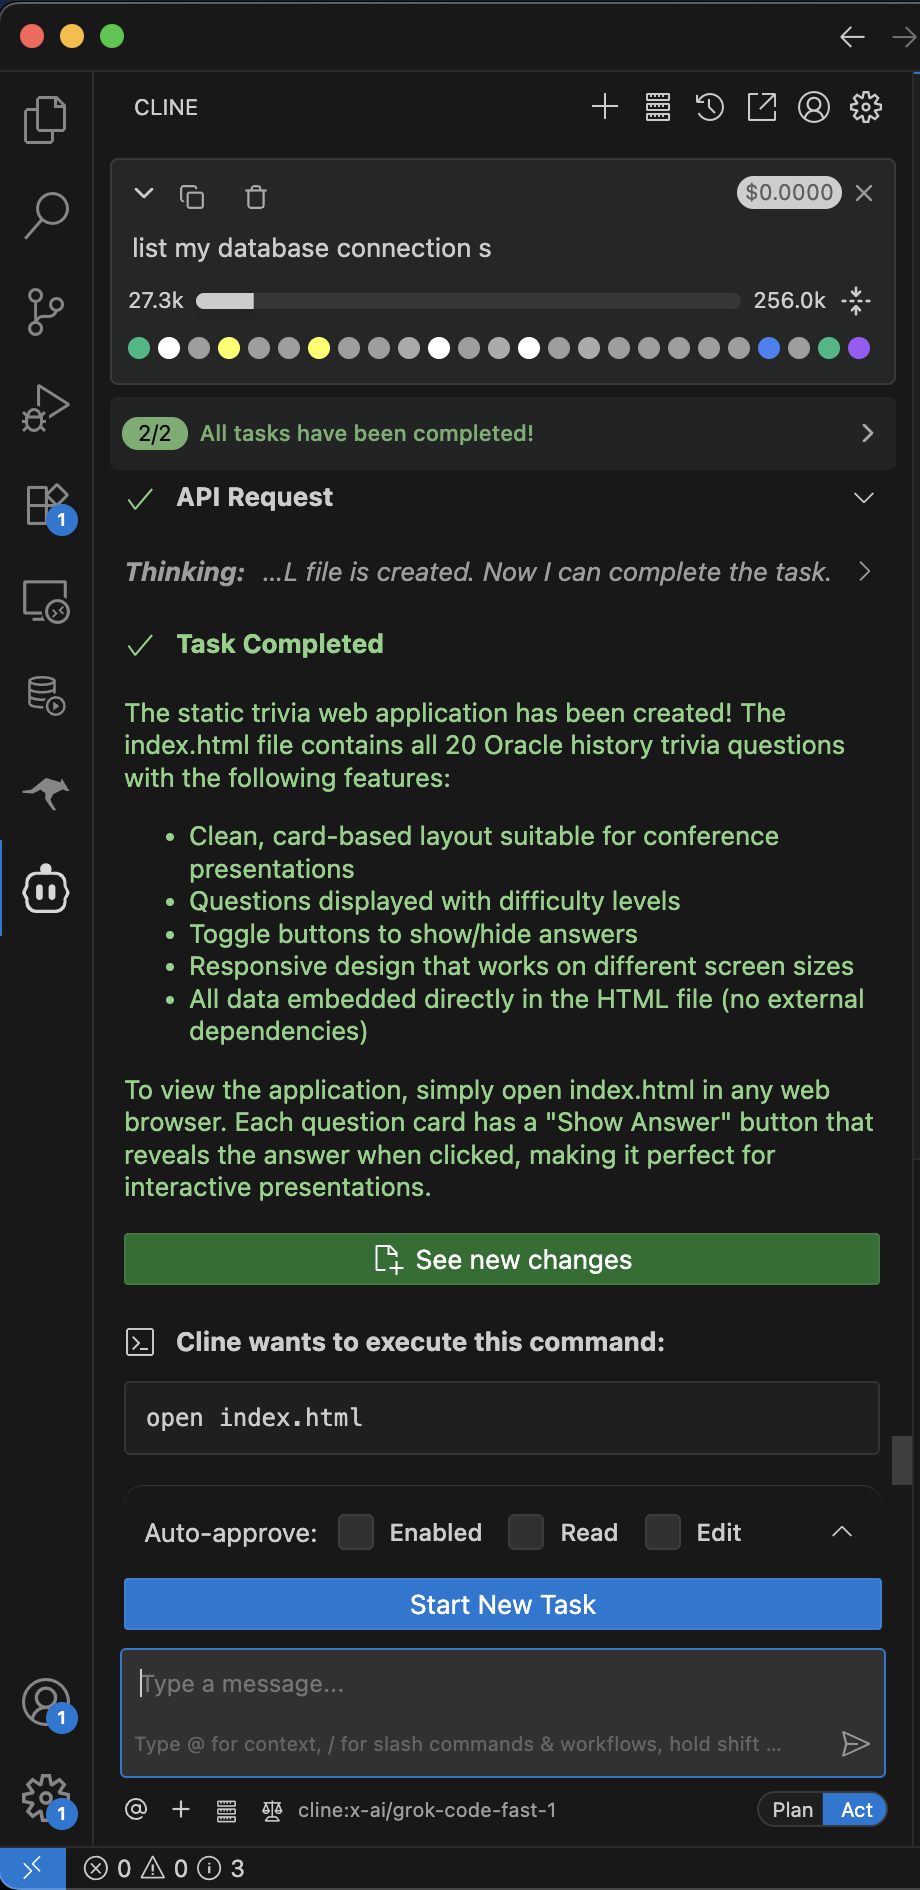 CLINE
$0.0000
list my database connection s
27.3k
256.0k
2/2 All tasks have been completed!
API Request
Thinking: ...L file is created. Now I can complete the task.
Task Completed
The static trivia web application has been created! The
index.html file contains all 20 Oracle history trivia questions
with the following features:
• Clean, card-based layout suitable for conference
presentations
• Questions displayed with difficulty levels
• Toggle buttons to show/hide answers
• Responsive design that works on different screen sizes
• All data embedded directly in the HTML file (no external
dependencies)
To view the application, simply open index.html in any web
browser. Each question card has a "Show Answer" button that
reveals the answer when clicked, making it perfect for
interactive presentations.
See new changes
Cline wants to execute this command:
open index.html
Auto-approve: Enabled Read Edit
Start New Task
Type a message...
Type @ for context, / for slash commands & workflows, hold shift ...
@ + cline:x-ai/grok-code-fast-1 Plan Act
0 0 3
1
1
1